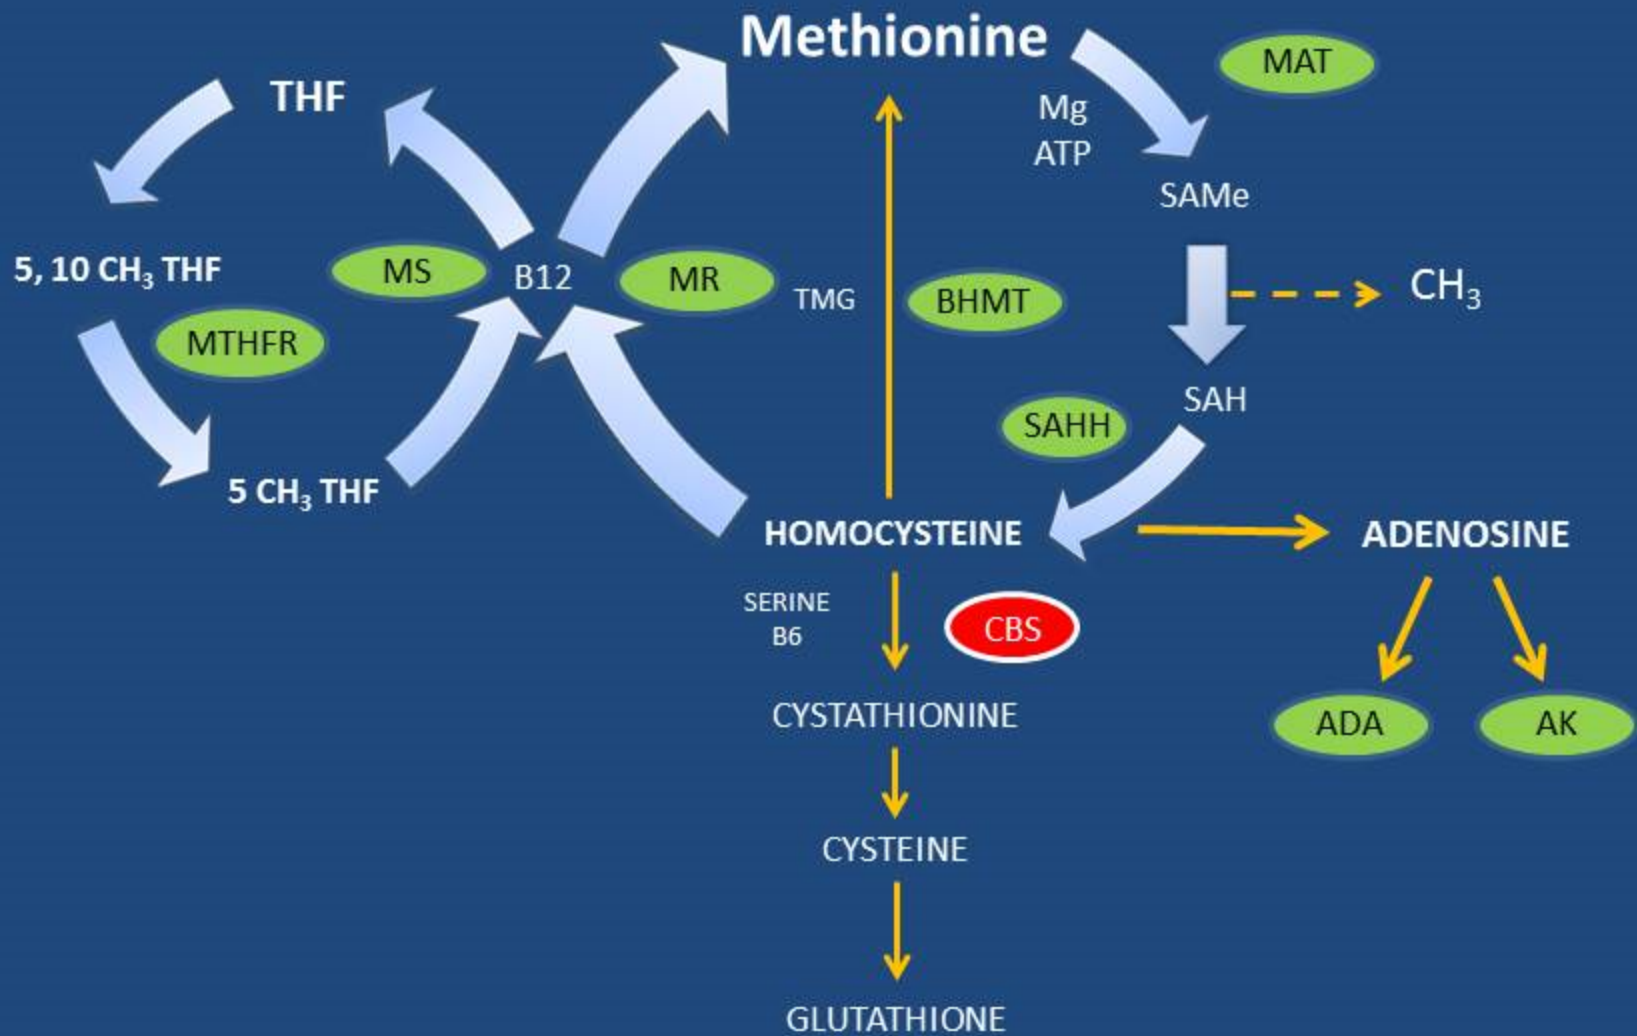 Methionine
MAT
THF
Mg
ATP
SAMe
5, 10 CH₃ THF
MS
B12
MR
TMG
BHMT
CH₃
MTHFR
SAH
SAHH
5 CH₃ THF
HOMOCYSTEINE
ADENOSINE
SERINE
B6
CBS
CYSTATHIONINE
ADA
AK
CYSTEINE
GLUTATHIONE